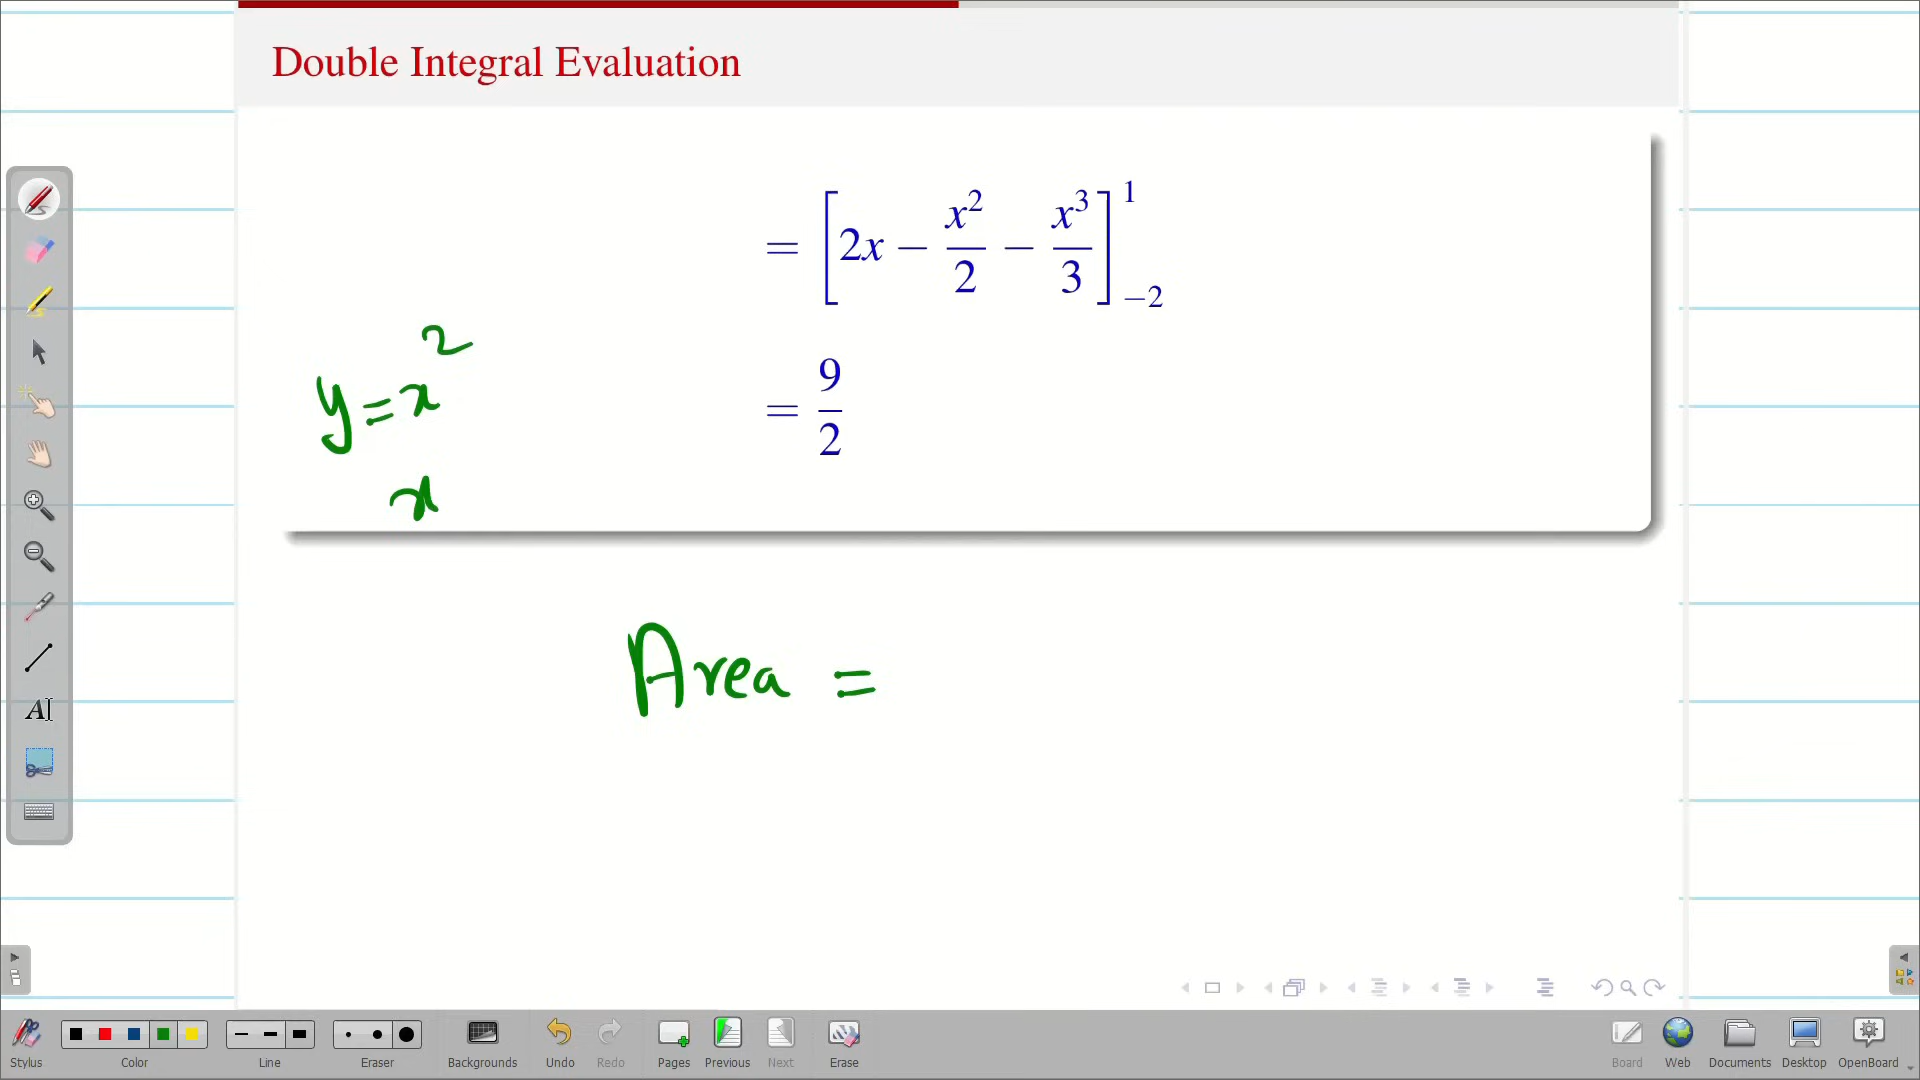 Double Integral Evaluation
= [2x − x²/2 − x³/3]₋₂¹
y = x²
= 9/2
x
Area =
Stylus
Color
Line
Eraser
Backgrounds
Undo
Redo
Pages
Previous
Next
Erase
Board
Web
Documents
Desktop
OpenBoard